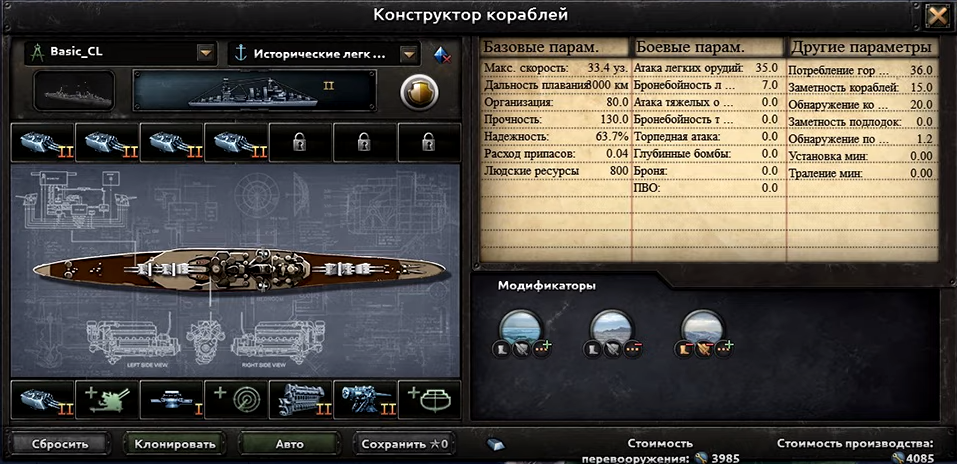 Конструктор кораблей
Basic_CL
Исторические легк ...
II
II
II
II
II
LEFT SIDE VIEW
RIGHT SIDE VIEW
II
I
II
II
Сбросить
Клонировать
Авто
Сохранить 0
Базовые парам.
Макс. скорость: 33.4 уз.
Дальность плавания 3000 км
Организация: 80.0
Прочность: 130.0
Надежность: 63.7%
Расход припасов: 0.04
Людские ресурсы 800
Боевые парам.
Атака легких орудий: 35.0
Бронебойность л ... 7.0
Атака тяжелых о ... 0.0
Бронебойность т ... 0.0
Торпедная атака: 0.0
Глубинные бомбы: 0.0
Броня: 0.0
ПВО: 0.0
Другие параметры
Потребление гор ... 36.0
Заметность кораблей: 15.0
Обнаружение ко ... 20.0
Заметность подлодок: 0.0
Обнаружение по ... 1.2
Установка мин: 0.00
Траление мин: 0.00
Модификаторы
Стоимость
перевооружения: 3985
Стоимость производства:
4085